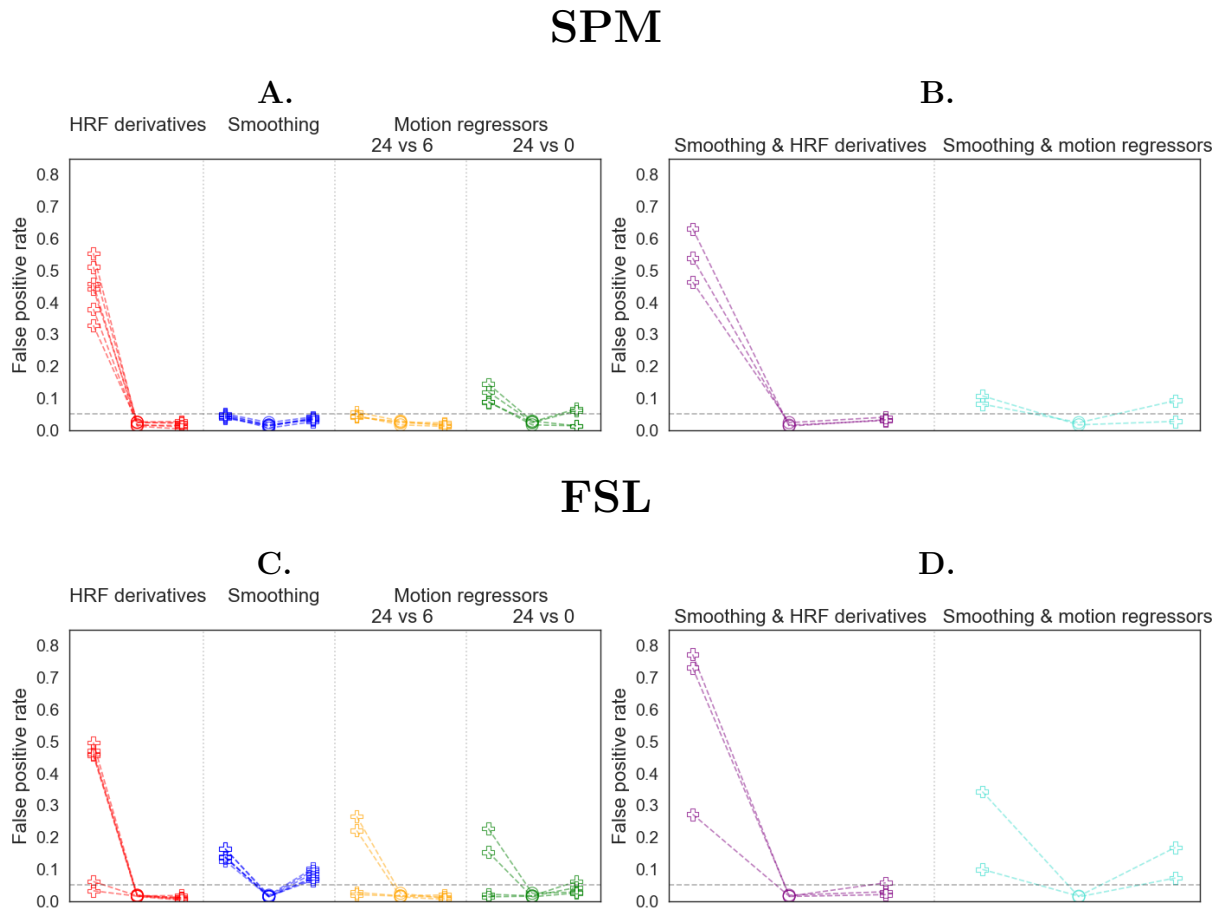 SPM
A.
HRF derivatives Smoothing Motion regressors
24 vs 6 24 vs 0
False positive rate
0.8
0.7
0.6
0.5
0.4
0.3
0.2
0.1
0.0
B.
Smoothing & HRF derivatives Smoothing & motion regressors
False positive rate
0.8
0.7
0.6
0.5
0.4
0.3
0.2
0.1
0.0
FSL
C.
HRF derivatives Smoothing Motion regressors
24 vs 6 24 vs 0
False positive rate
0.8
0.7
0.6
0.5
0.4
0.3
0.2
0.1
0.0
D.
Smoothing & HRF derivatives Smoothing & motion regressors
False positive rate
0.8
0.7
0.6
0.5
0.4
0.3
0.2
0.1
0.0